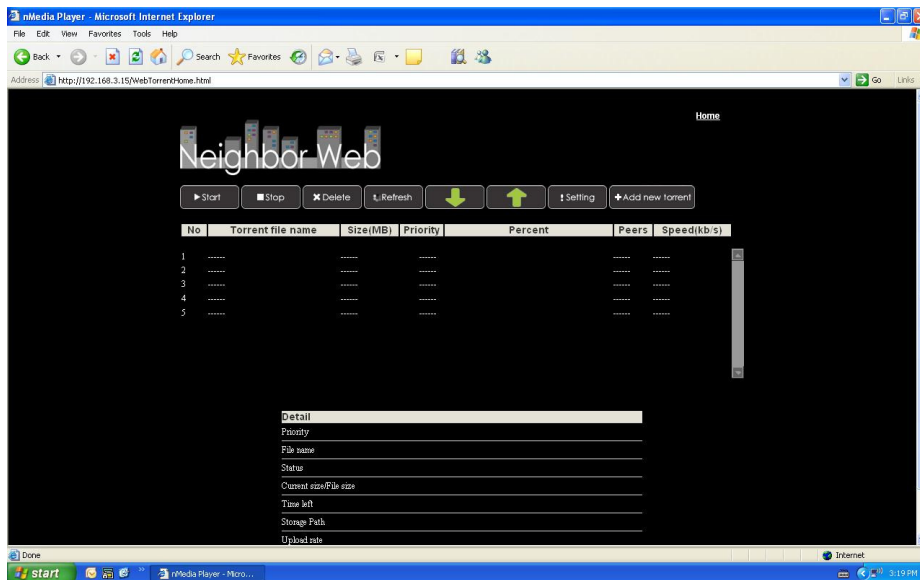 nMedia Player - Microsoft Internet Explorer
File Edit View Favorites Tools Help
Back Search Favorites
Address http://192.168.3.15/WebTorrentHome.html Go Links
Home
Neighbor Web
Start Stop Delete Refresh Setting Add new torrent
No Torrent file name Size(MB) Priority Percent Peers Speed(kb/s)
1 ------ ------ ------ ------ ------
2 ------ ------ ------ ------ ------
3 ------ ------ ------ ------ ------
4 ------ ------ ------ ------ ------
5 ------ ------ ------ ------ ------
Detail
Priority
File name
Status
Current size/File size
Time left
Storage Path
Upload rate
Done Internet
start nMedia Player - Micro... 3:19 PM